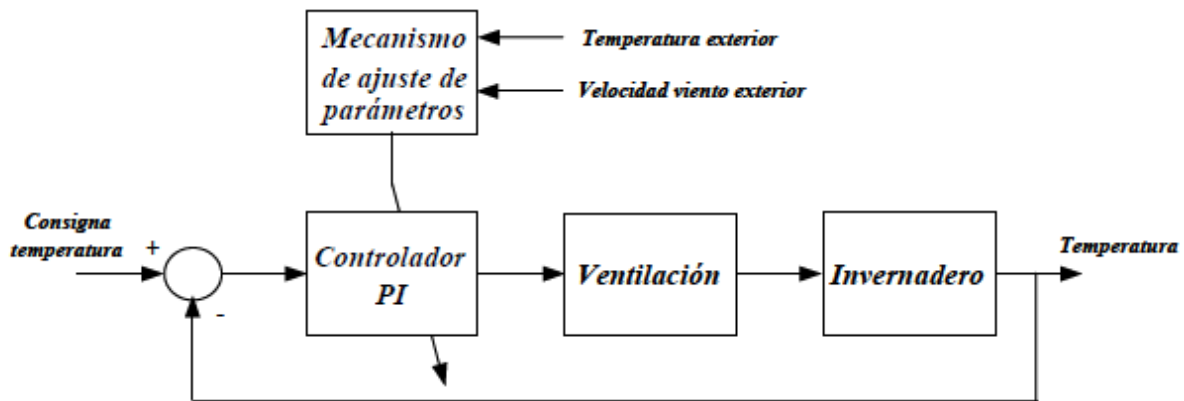 Mecanismo
de ajuste de
parámetros
Temperatura exterior
Velocidad viento exterior
Consigna
temperatura
+
-
Controlador
PI
Ventilación
Invernadero
Temperatura